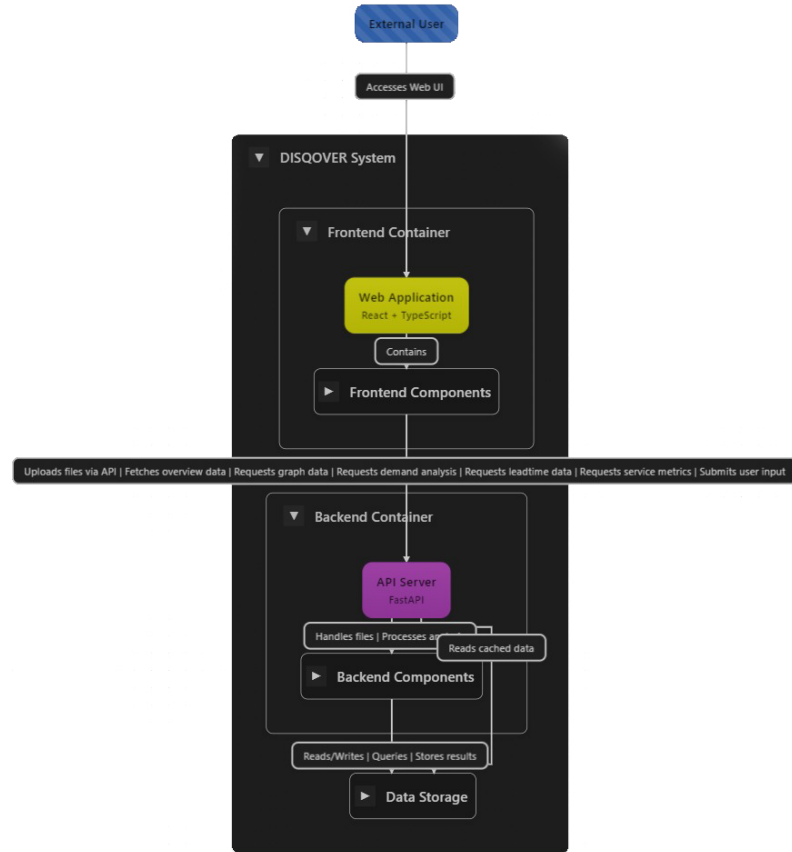 External User
Accesses Web UI
▼ DISQOVER System
▼ Frontend Container
Web Application
React + TypeScript
Contains
► Frontend Components
Uploads files via API | Fetches overview data | Requests graph data | Requests demand analysis | Requests leadtime data | Requests service metrics | Submits user input
▼ Backend Container
API Server
FastAPI
Handles files | Processes
Reads cached data
► Backend Components
Reads/Writes | Queries | Stores results
► Data Storage